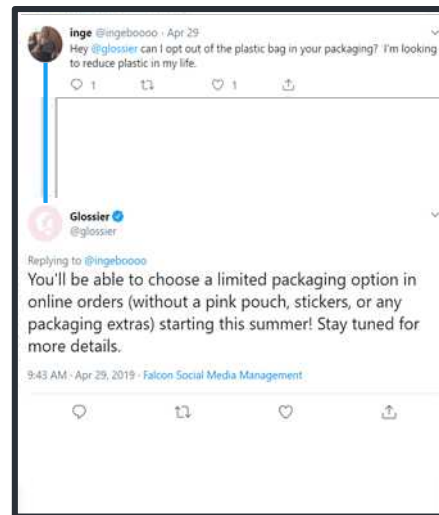 inge @ingeboooo · Apr 29
Hey @glossier can I opt out of the plastic bag in your packaging? I'm looking
to reduce plastic in my life.
1 1
Glossier
@glossier
Replying to @ingeboooo
You'll be able to choose a limited packaging option in
online orders (without a pink pouch, stickers, or any
packaging extras) starting this summer! Stay tuned for
more details.
9:43 AM · Apr 29, 2019 · Falcon Social Media Management